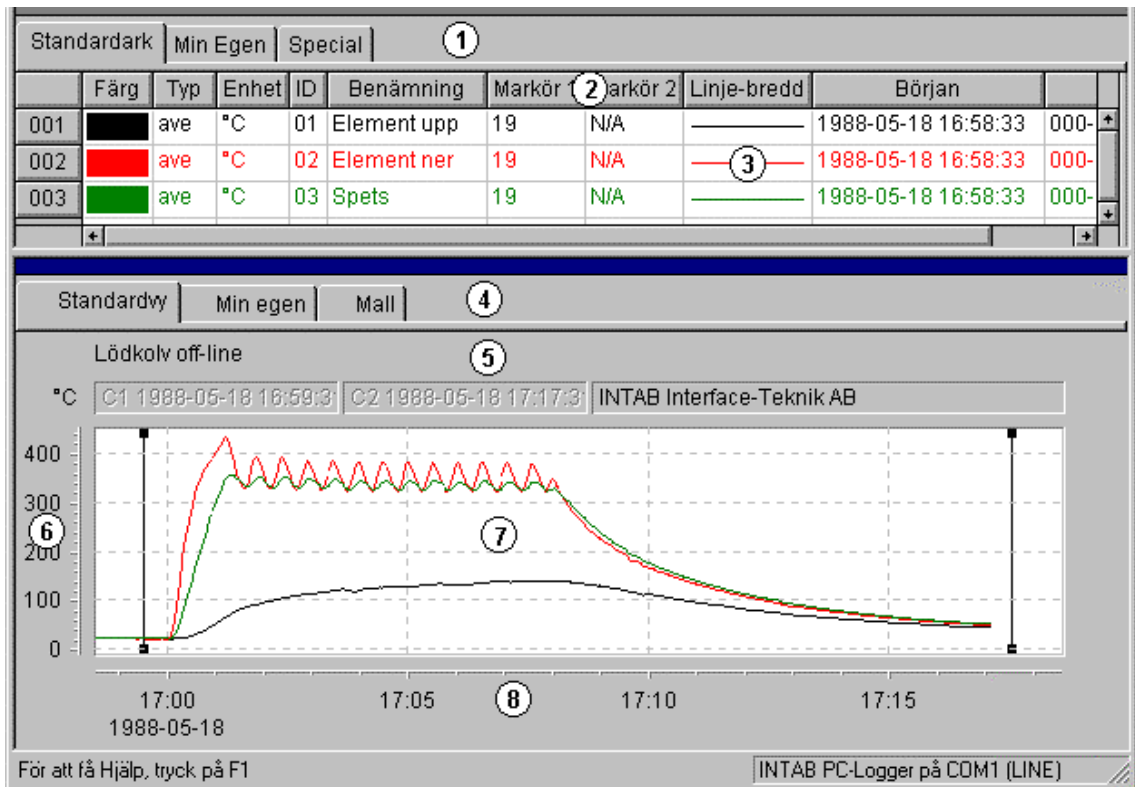 Standardark Min Egen Special 1
Färg Typ Enhet ID Benämning Markör 1 2 arkör 2 Linje-bredd Början
001 ave °C 01 Element upp 19 N/A 1988-05-18 16:58:33 000-
002 ave °C 02 Element ner 19 N/A 3 1988-05-18 16:58:33 000-
003 ave °C 03 Spets 19 N/A 1988-05-18 16:58:33 000-
Standardvy Min egen Mall 4
Lödkolv off-line 5
°C C1 1988-05-18 16:59:3 C2 1988-05-18 17:17:3 INTAB Interface-Teknik AB
400
300
6 7
200
100
0
17:00 17:05 8 17:10 17:15
1988-05-18
För att få Hjälp, tryck på F1 INTAB PC-Logger på COM1 (LINE)